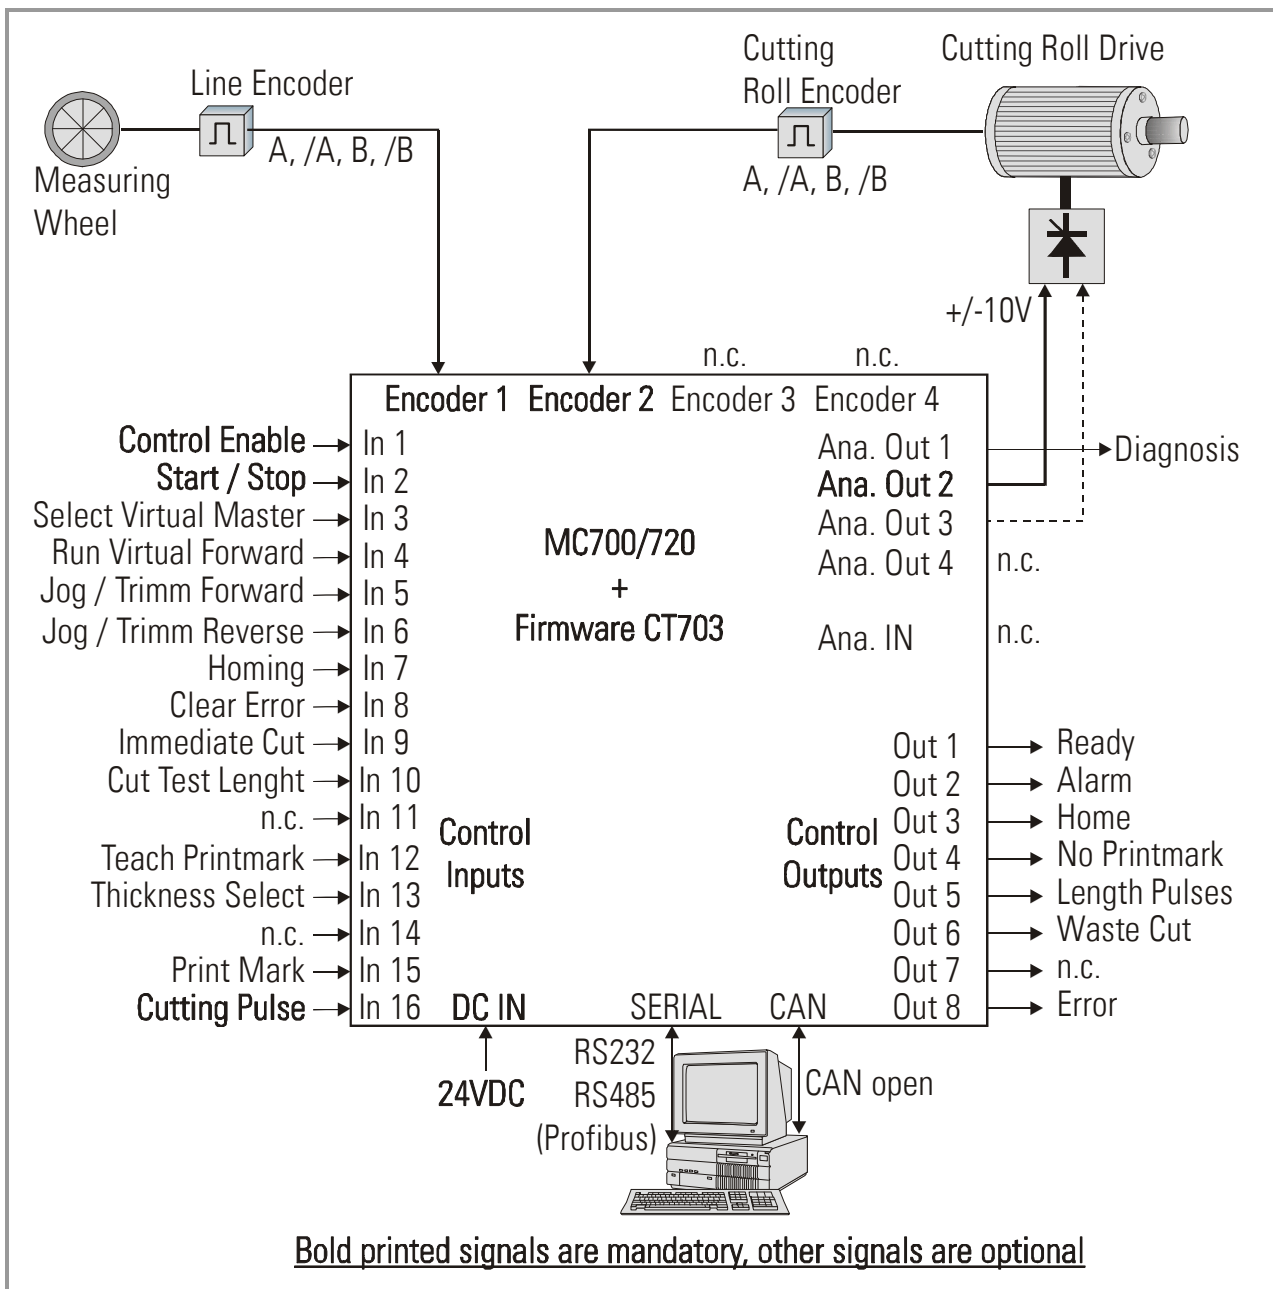 Line Encoder
A, /A, B, /B
Measuring
Wheel
Cutting
Roll Encoder
A, /A, B, /B
Cutting Roll Drive
+/-10V
n.c.
n.c.
Encoder 1 Encoder 2 Encoder 3 Encoder 4
Control Enable In 1
Start / Stop In 2
Select Virtual Master In 3
Run Virtual Forward In 4
Jog / Trimm Forward In 5
Jog / Trimm Reverse In 6
Homing In 7
Clear Error In 8
Immediate Cut In 9
Cut Test Lenght In 10
n.c. In 11
Teach Printmark In 12
Thickness Select In 13
n.c. In 14
Print Mark In 15
Cutting Pulse In 16
Control
Inputs
MC700/720
+
Firmware CT703
Ana. Out 1 Diagnosis
Ana. Out 2
Ana. Out 3
Ana. Out 4 n.c.
Ana. IN n.c.
Control
Outputs
Out 1 Ready
Out 2 Alarm
Out 3 Home
Out 4 No Printmark
Out 5 Length Pulses
Out 6 Waste Cut
Out 7 n.c.
Out 8 Error
DC IN SERIAL CAN
24VDC
RS232
RS485
(Profibus)
CAN open
Bold printed signals are mandatory, other signals are optional